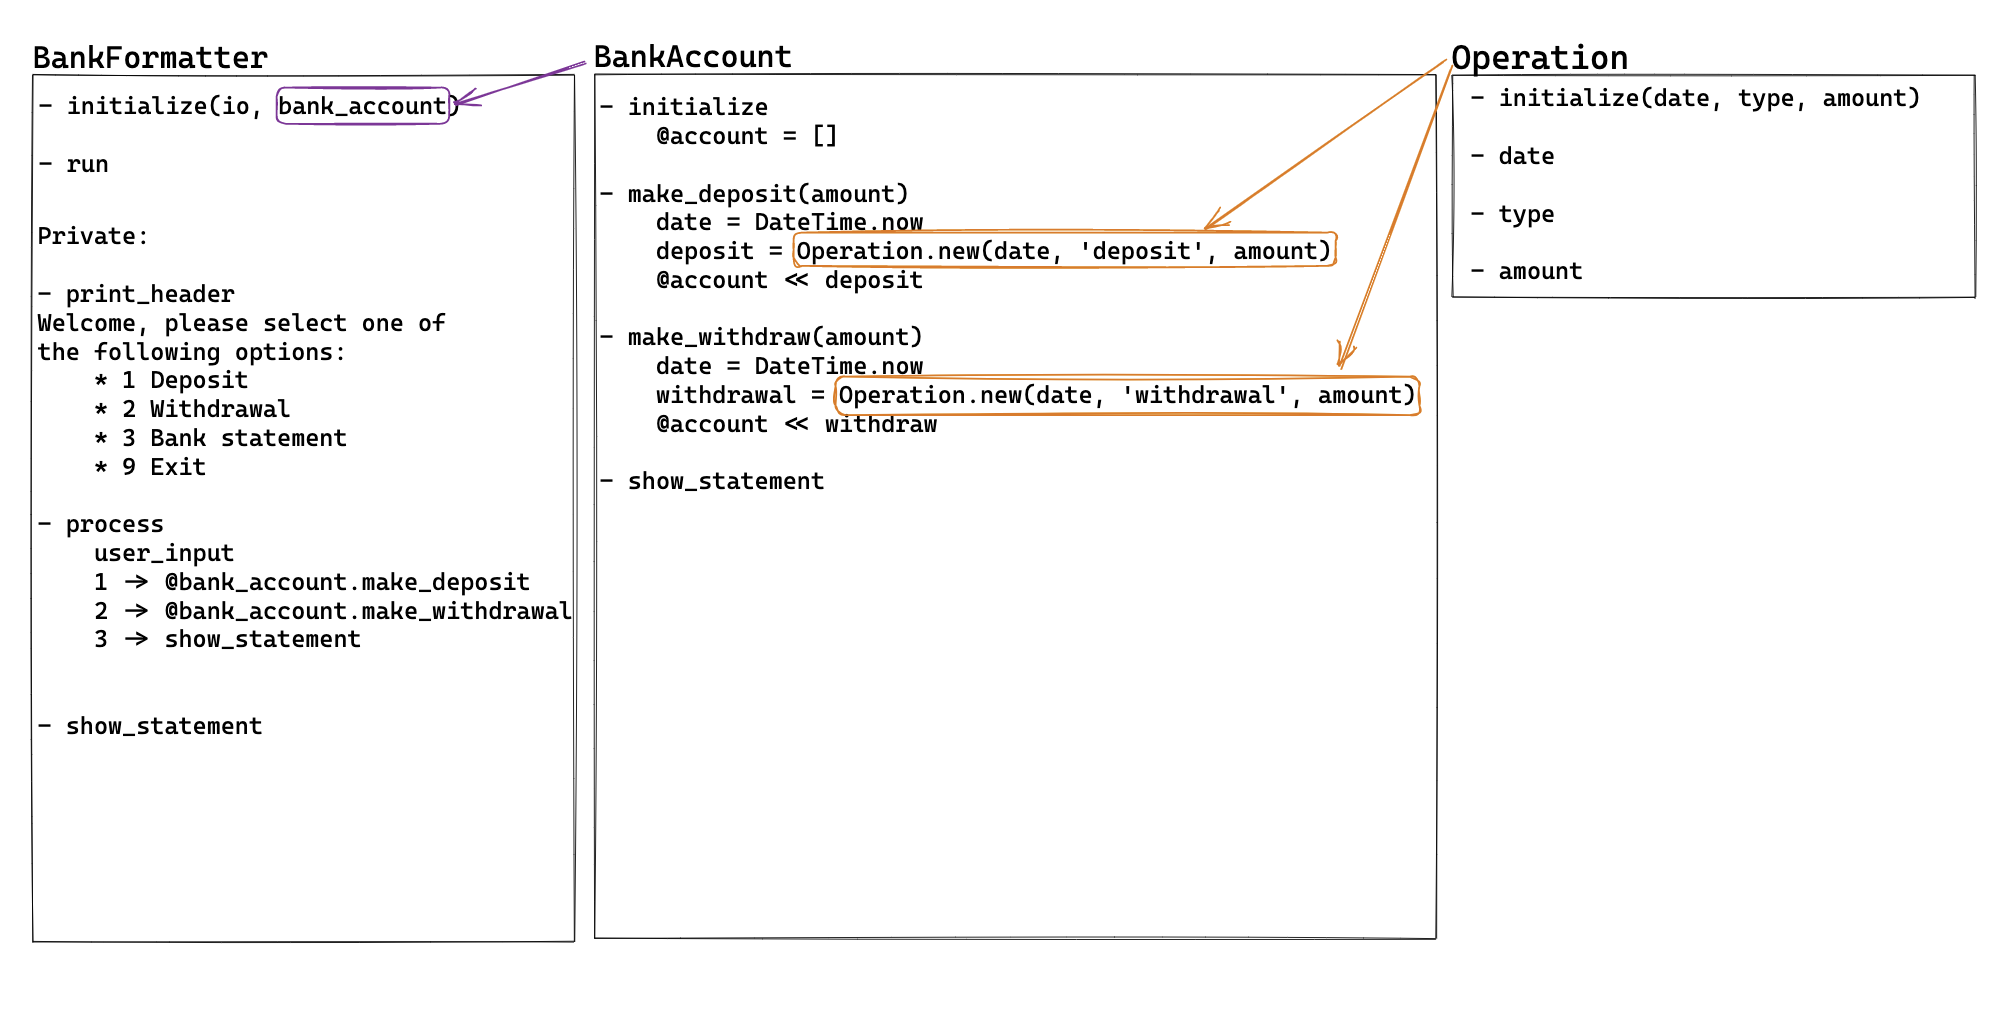 BankFormatter
- initialize(io, bank_account)
- run
Private:
- print_header
Welcome, please select one of
the following options:
* 1 Deposit
* 2 Withdrawal
* 3 Bank statement
* 9 Exit
- process
user_input
1 -> @bank_account.make_deposit
2 -> @bank_account.make_withdrawal
3 -> show_statement
- show_statement
BankAccount
- initialize
@account = []
- make_deposit(amount)
date = DateTime.now
deposit = Operation.new(date, 'deposit', amount)
@account << deposit
- make_withdraw(amount)
date = DateTime.now
withdrawal = Operation.new(date, 'withdrawal', amount)
@account << withdraw
- show_statement
Operation
- initialize(date, type, amount)
- date
- type
- amount